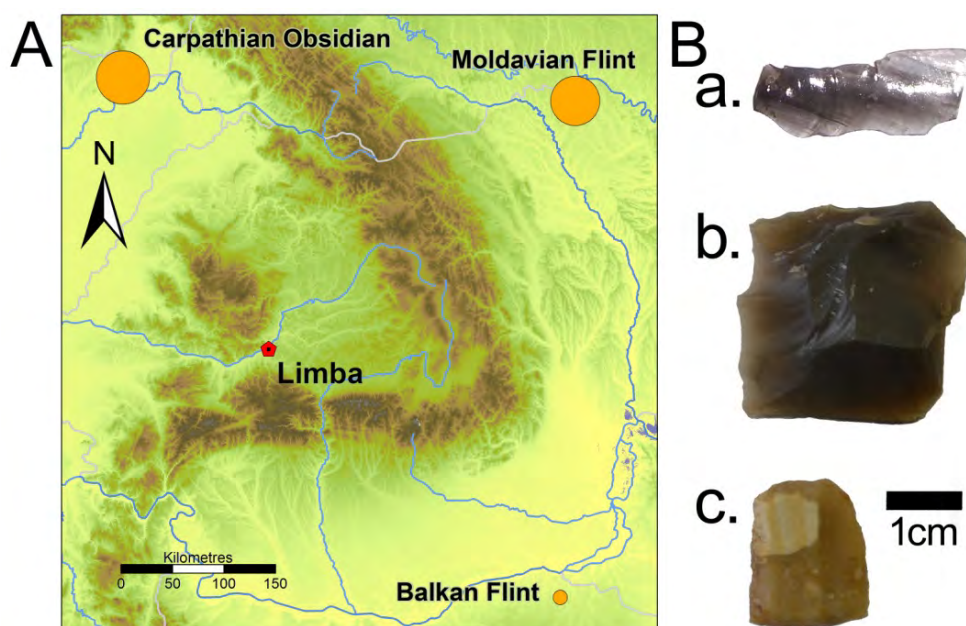 A
Carpathian Obsidian
Moldavian Flint
N
Limba
Kilometres
0 50 100 150
Balkan Flint
B
a.
b.
c.
1cm